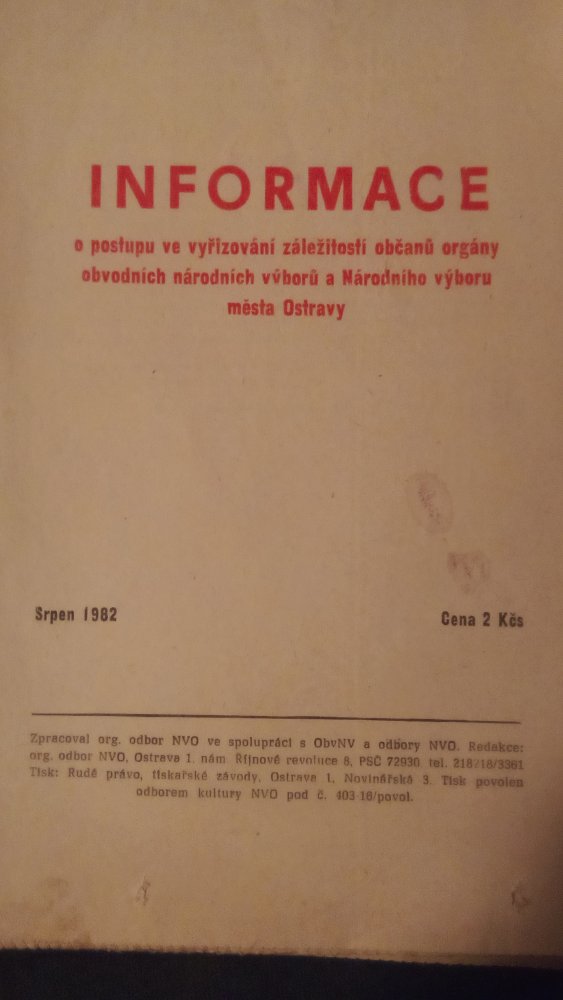 INFORMACE
o postupu ve vyřizování záležitostí občanů orgány
obvodních národních výborů a Národního výboru
města Ostravy
Srpen 1982
Cena 2 Kčs
Zpracoval org. odbor NVO ve spolupráci s ObvNV a odbory NVO. Redakce:
org. odbor NVO, Ostrava 1, nám. Říjnové revoluce 8, PSČ 72930 tel. 218218/3361
Tisk: Rudé právo, tiskařské závody, Ostrava 1, Novinářská 3. Tisk povolen
odborem kultury NVO pod č. 403-16/povol.